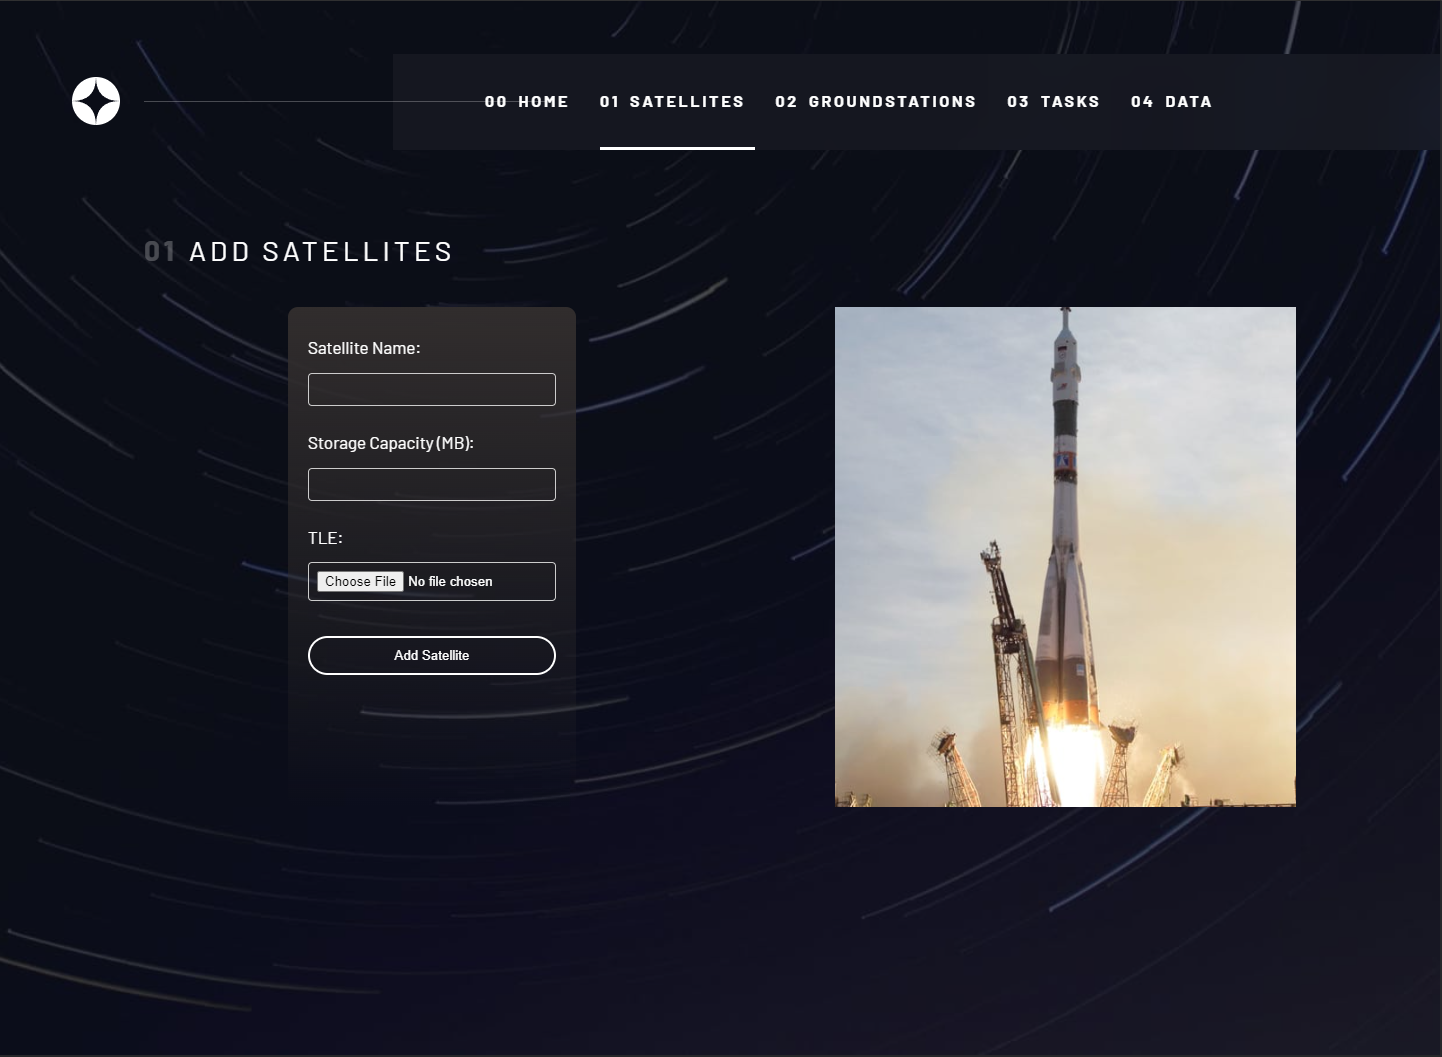 00 HOME 01 SATELLITES 02 GROUNDSTATIONS 03 TASKS 04 DATA
01 ADD SATELLITES
Satellite Name:
Storage Capacity (MB):
TLE:
Choose File No file chosen
Add Satellite